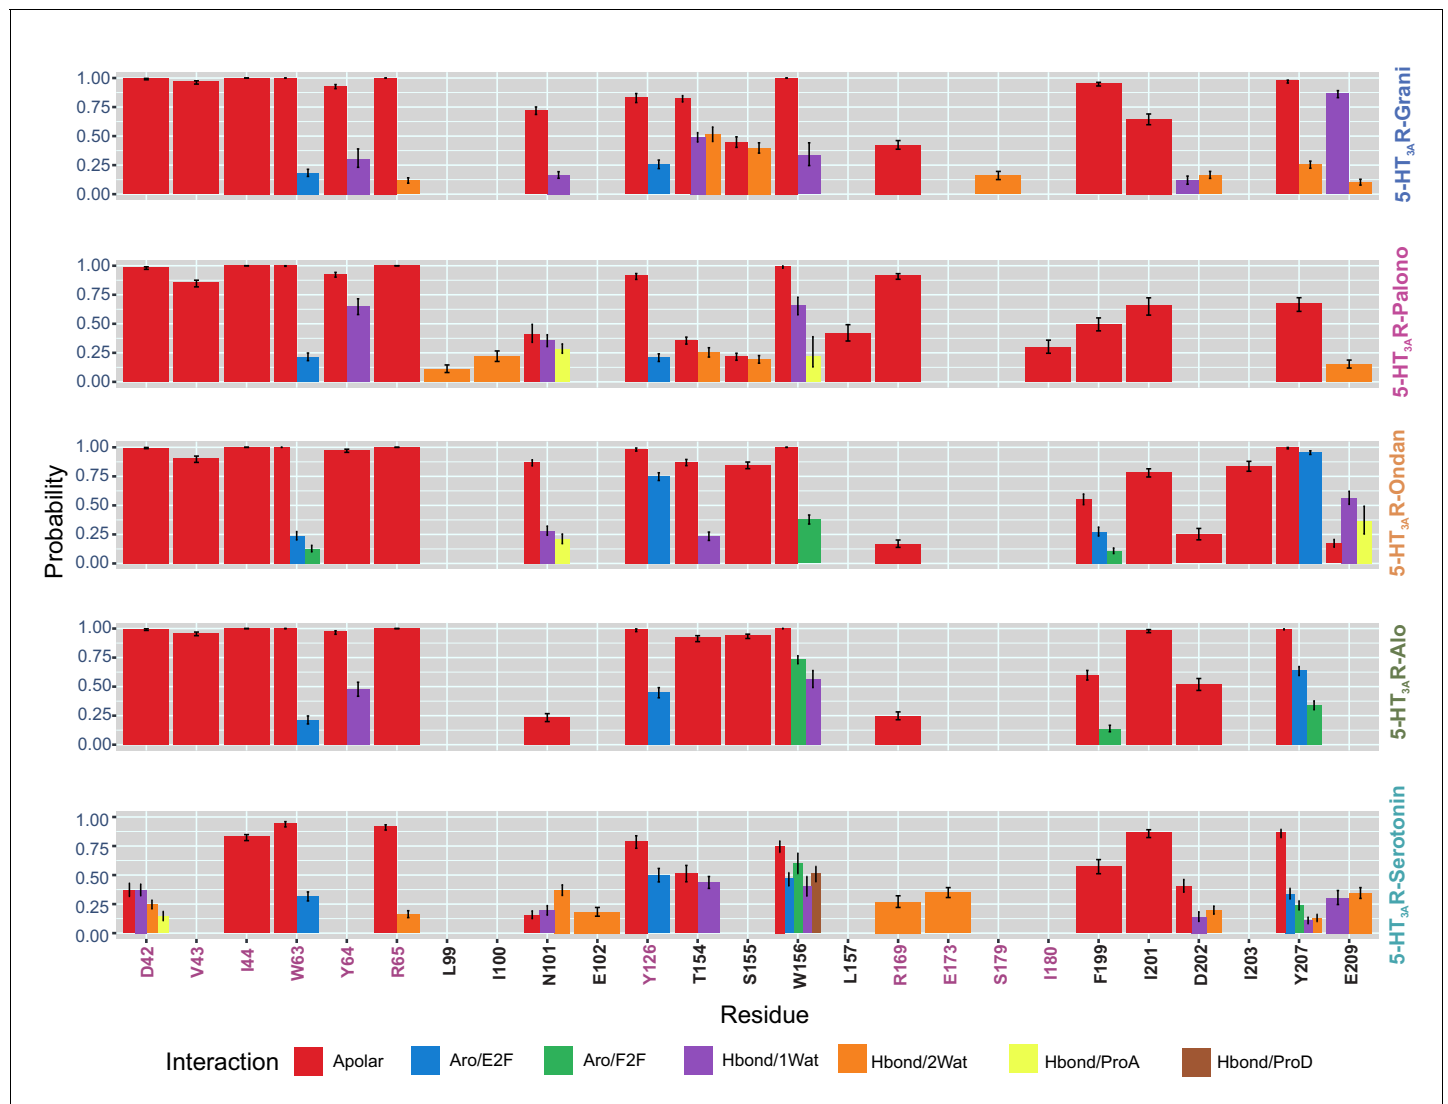 1.00
0.75
0.50
0.25
0.00
5-HT3AR-Grani
1.00
0.75
0.50
0.25
0.00
5-HT3AR-Palono
1.00
0.75
0.50
0.25
0.00
5-HT3AR-Ondan
Probability
1.00
0.75
0.50
0.25
0.00
5-HT3AR-Alo
1.00
0.75
0.50
0.25
0.00
5-HT3AR-Serotonin
D42
V43
I44
W63
Y64
R65
L99
I100
N101
E102
Y126
T154
S155
W156
L157
R169
E173
S179
I180
F199
I201
D202
I203
Y207
E209
Residue
Interaction Apolar Aro/E2F Aro/F2F Hbond/1Wat Hbond/2Wat Hbond/ProA Hbond/ProD